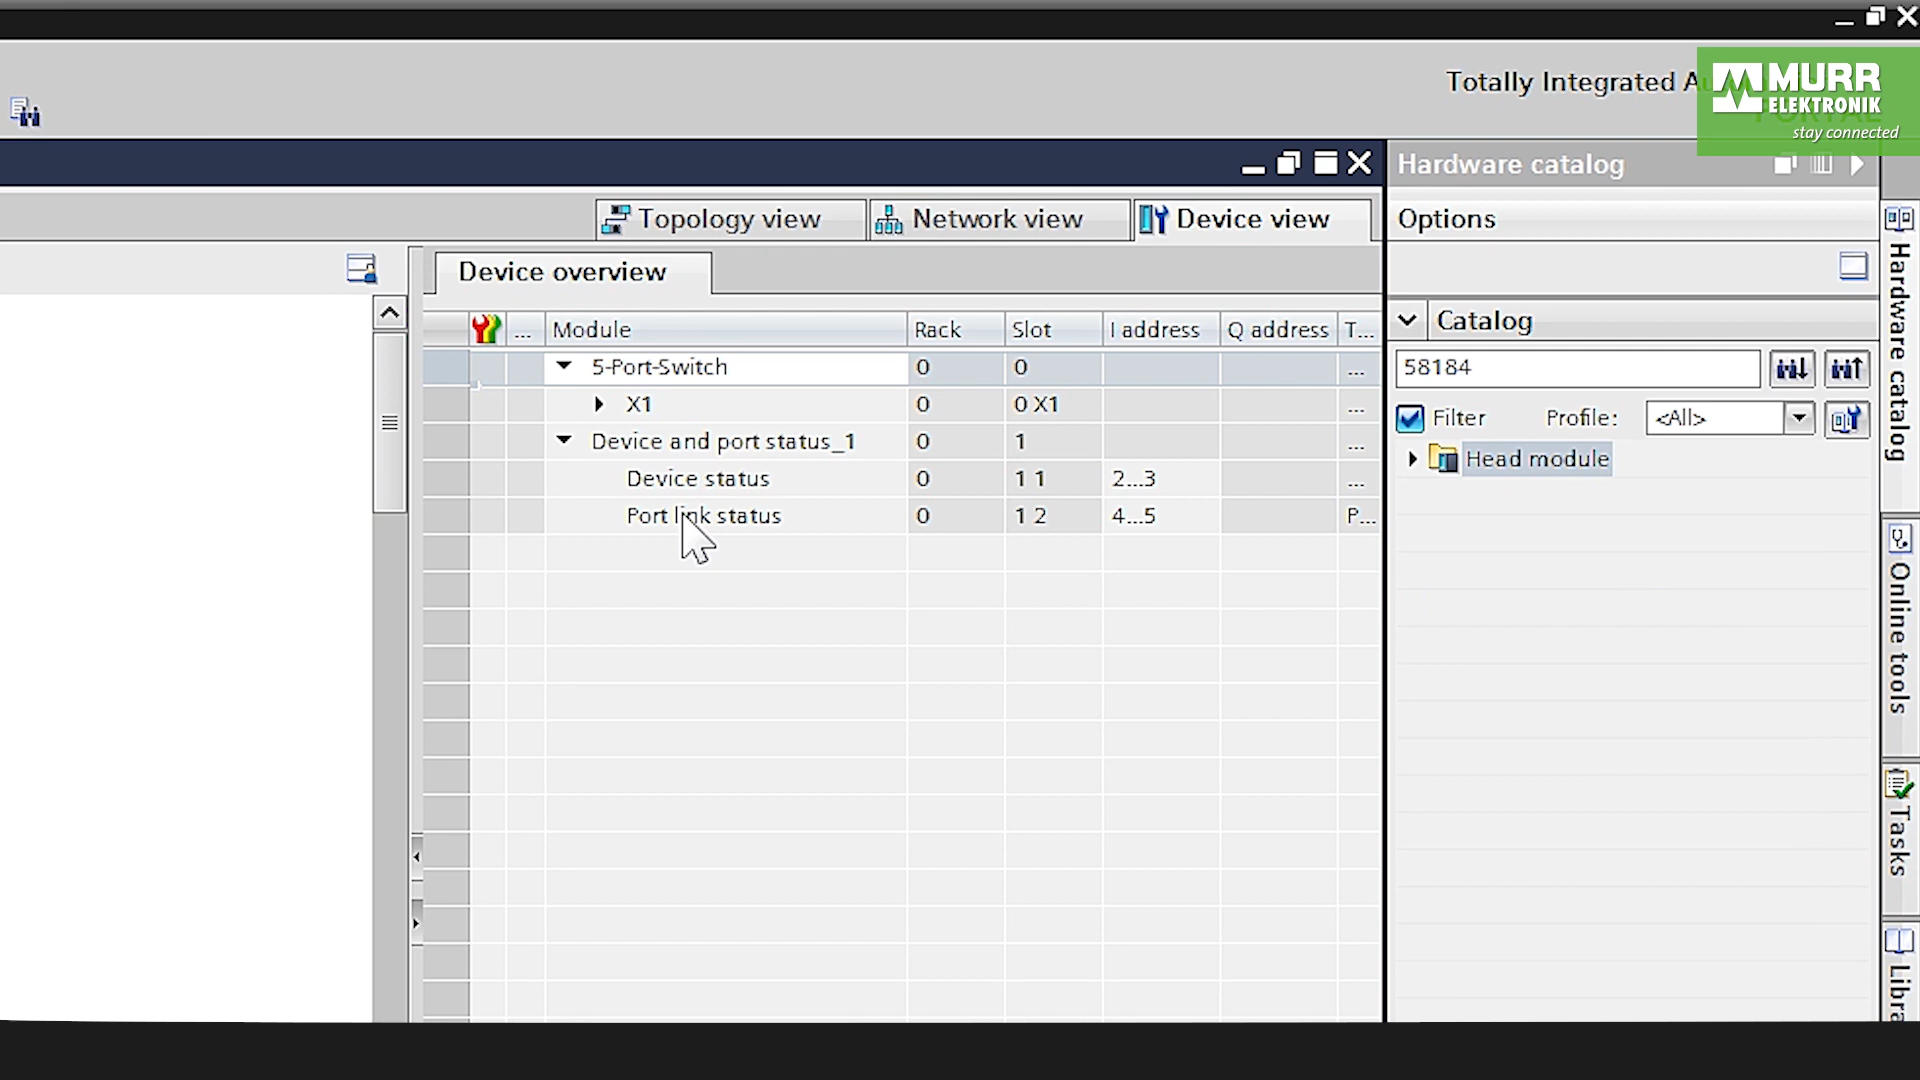 Totally Integrated A
PORTAL
MURR
ELEKTRONIK
stay connected
Hardware catalog
Topology view
Network view
Device view
Options
Device overview
... Module Rack Slot I address Q address T...
5-Port-Switch 0 0 ...
X1 0 0 X1 ...
Device and port status_1 0 1 ...
Device status 0 1 1 2...3 ...
Port link status 0 1 2 4...5 P...
Catalog
58184
Filter Profile: <All>
Head module
Hardware catalog
Online tools
Tasks
Libra